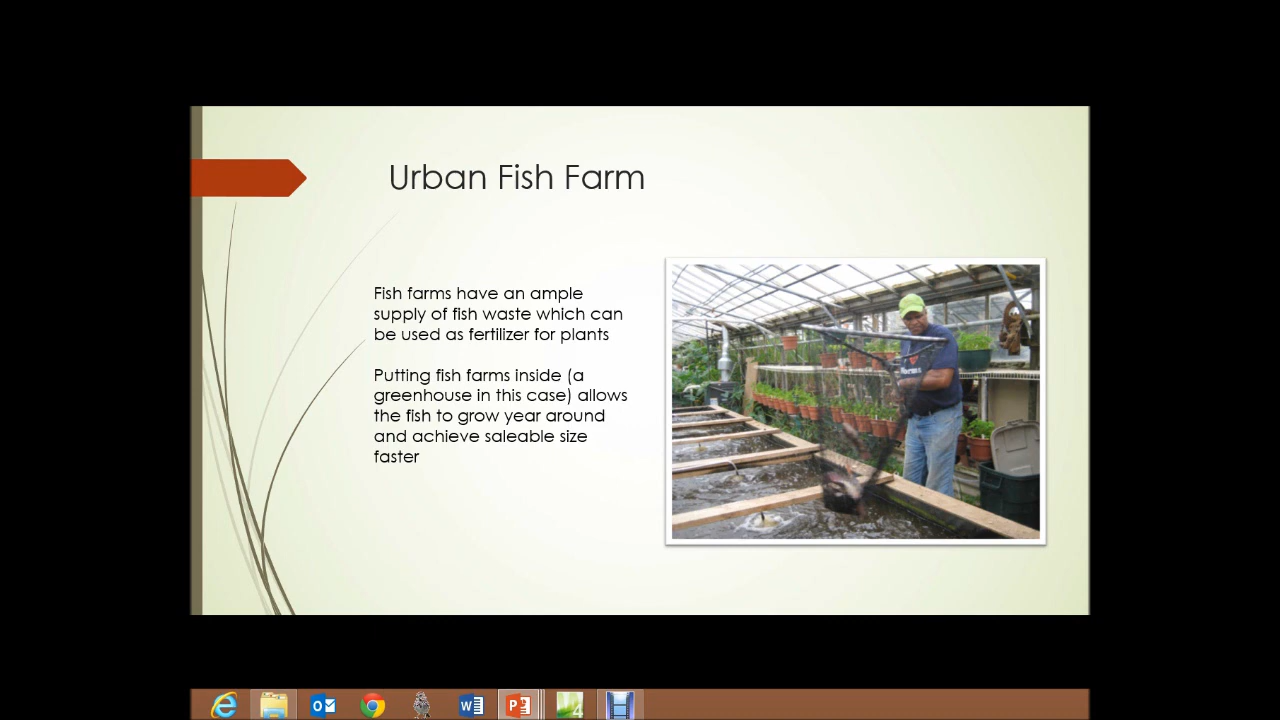 Urban Fish Farm
Fish farms have an ample
supply of fish waste which can
be used as fertilizer for plants
Putting fish farms inside (a
greenhouse in this case) allows
the fish to grow year around
and achieve saleable size
faster